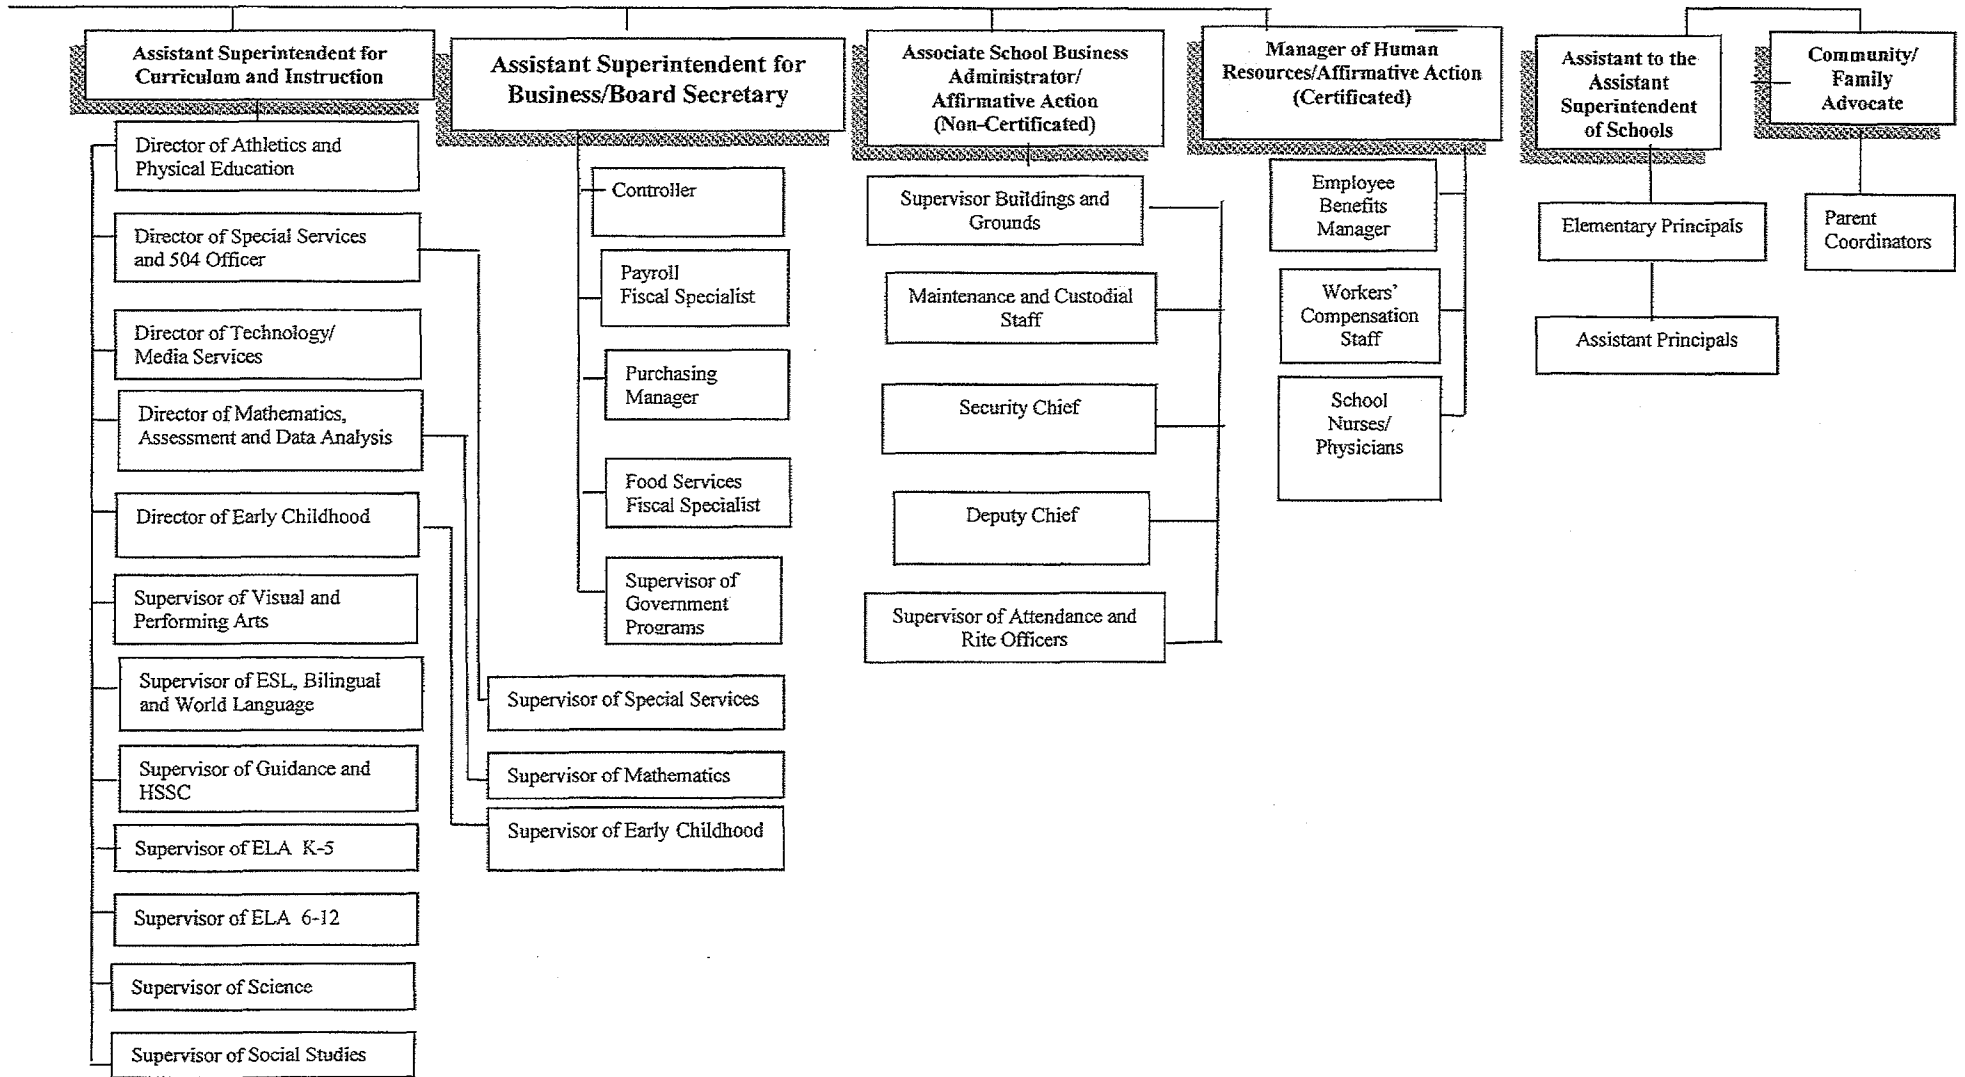 Assistant Superintendent for
Curriculum and Instruction
Director of Athletics and
Physical Education
Director of Special Services
and 504 Officer
Director of Technology/
Media Services
Director of Mathematics,
Assessment and Data Analysis
Director of Early Childhood
Supervisor of Visual and
Performing Arts
Supervisor of ESL, Bilingual
and World Language
Supervisor of Guidance and
HSSC
Supervisor of ELA K-5
Supervisor of ELA 6-12
Supervisor of Science
Supervisor of Social Studies
Assistant Superintendent for
Business/Board Secretary
Controller
Payroll
Fiscal Specialist
Purchasing
Manager
Food Services
Fiscal Specialist
Supervisor of
Government
Programs
Supervisor of Special Services
Supervisor of Mathematics
Supervisor of Early Childhood
Associate School Business
Administrator/
Affirmative Action
(Non-Certificated)
Supervisor Buildings and
Grounds
Maintenance and Custodial
Staff
Security Chief
Deputy Chief
Supervisor of Attendance and
Rite Officers
Manager of Human
Resources/Affirmative Action
(Certificated)
Employee
Benefits
Manager
Workers'
Compensation
Staff
School
Nurses/
Physicians
Assistant to the
Assistant
Superintendent
of Schools
Elementary Principals
Assistant Principals
Community/
Family
Advocate
Parent
Coordinators